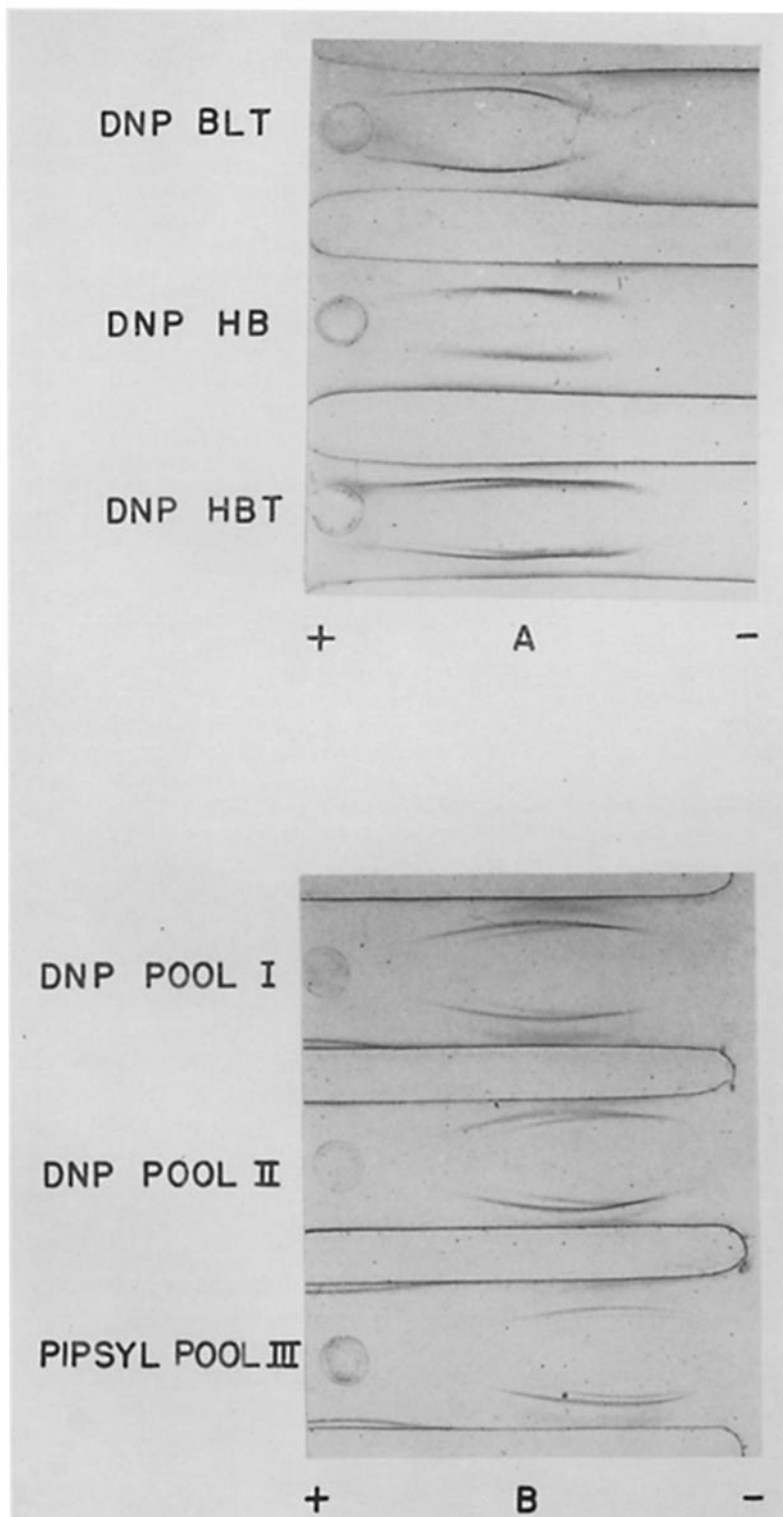 DNP BLT
DNP HB
DNP HBT
+ A -
DNP POOL I
DNP POOL II
PIPSYL POOL III
+ B -